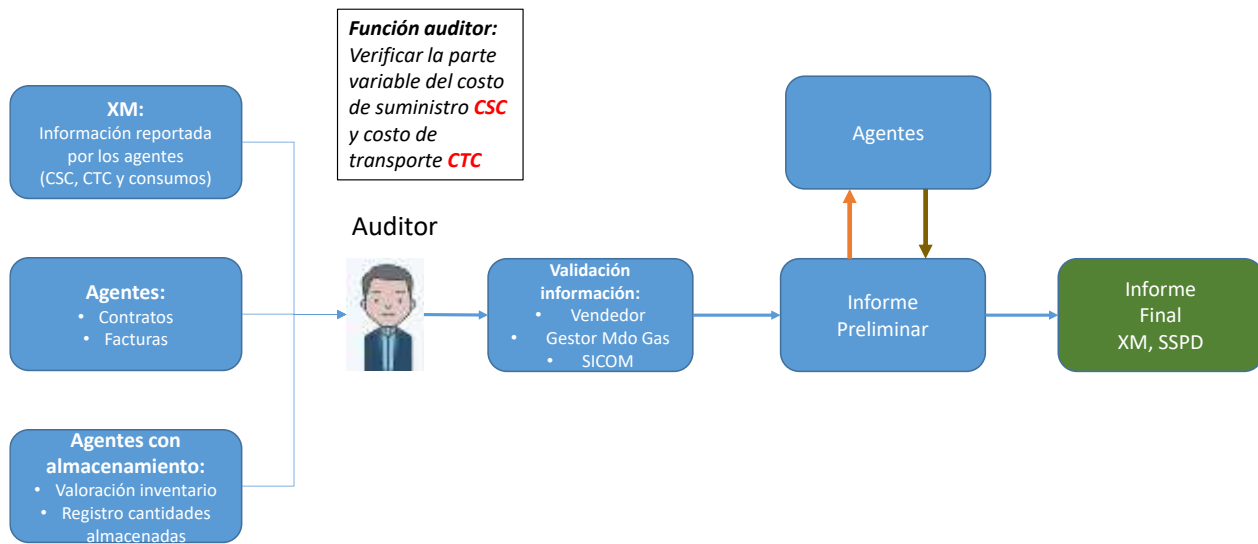 Función auditor:
Verificar la parte
variable del costo
de suministro CSC
y costo de
transporte CTC
XM:
Información reportada
por los agentes
(CSC, CTC y consumos)
Agentes:
• Contratos
• Facturas
Agentes con
almacenamiento:
• Valoración inventario
• Registro cantidades
almacenadas
Auditor
Validación
información:
• Vendedor
• Gestor Mdo Gas
• SICOM
Agentes
Informe
Preliminar
Informe
Final
XM, SSPD